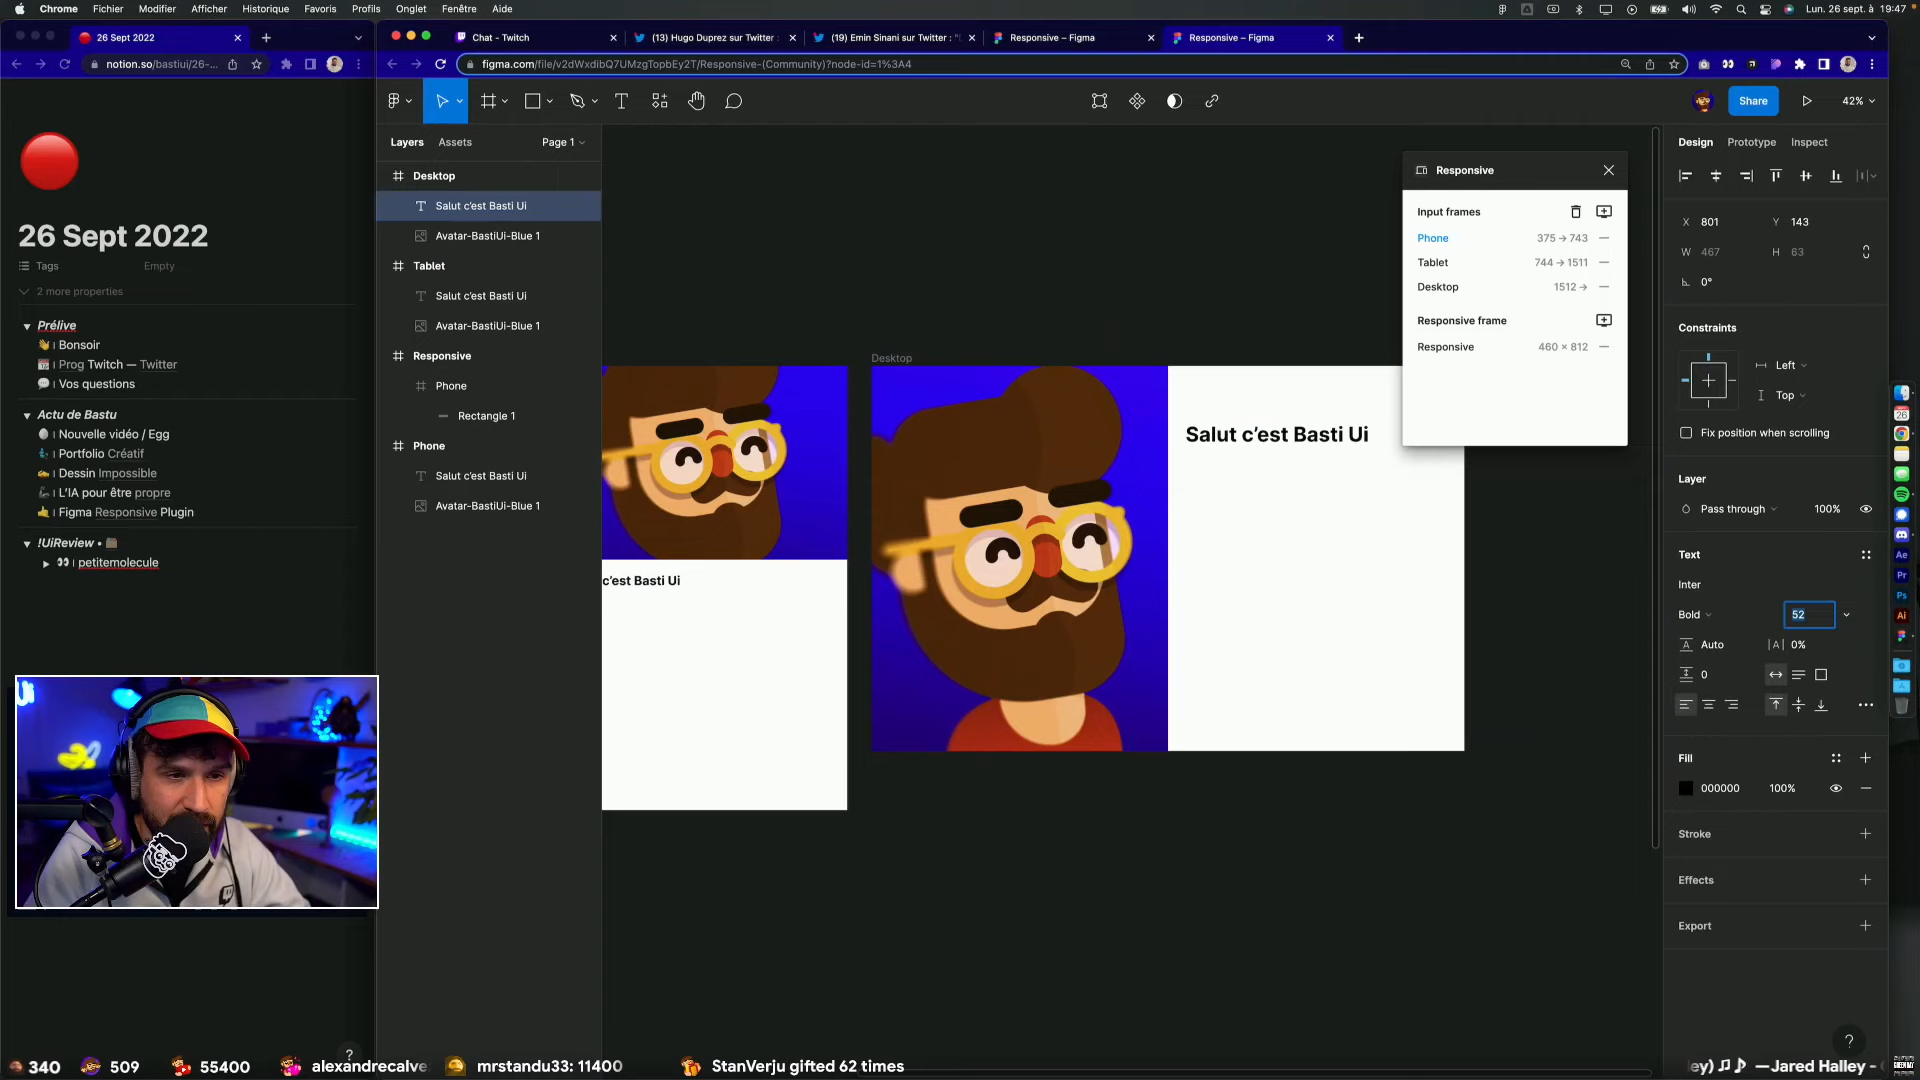 Chrome Fichier Modifier Afficher Historique Favoris Profils Onglet Fenêtre Aide
Lun. 26 sept. à 19:47
26 Sept 2022
Chat - Twitch
(13) Hugo Duprez sur Twitter :
(19) Emin Sinani sur Twitter : "
Responsive – Figma
Responsive – Figma
notion.so/bastiui/26-
figma.com/file/v2dWxdibQ7UMzgTopbEy2T/Responsive-(Community)?node-id=1%3A4
Share
42%
26 Sept 2022
Tags Empty
2 more properties
Prélive
Bonsoir
Prog Twitch — Twitter
Vos questions
Actu de Bastu
Nouvelle vidéo / Egg
Portfolio Créatif
Dessin Impossible
L'IA pour être propre
Figma Responsive Plugin
!UiReview •
petitemolecule
Layers Assets Page 1
Desktop
Salut c'est Basti Ui
Avatar-BastiUi-Blue 1
Tablet
Salut c'est Basti Ui
Avatar-BastiUi-Blue 1
Responsive
Phone
Rectangle 1
Phone
Salut c'est Basti Ui
Avatar-BastiUi-Blue 1
c'est Basti Ui
Desktop
Salut c'est Basti Ui
Responsive
Input frames
Phone 375 → 743
Tablet 744 → 1511
Desktop 1512 →
Responsive frame
Responsive 460 × 812
Design Prototype Inspect
X 801 Y 143
W 467 H 63
0°
Constraints
Left
Top
Fix position when scrolling
Layer
Pass through 100%
Text
Inter
Bold 52
Auto |A| 0%
0
Fill
000000 100%
Stroke
Effects
Export
?
?
26
Ae
Pr
Ps
Ai
340 509 55400 alexandrecalve mrstandu33: 11400 StanVerju gifted 62 times
ley) ♫♪ —Jared Halley -